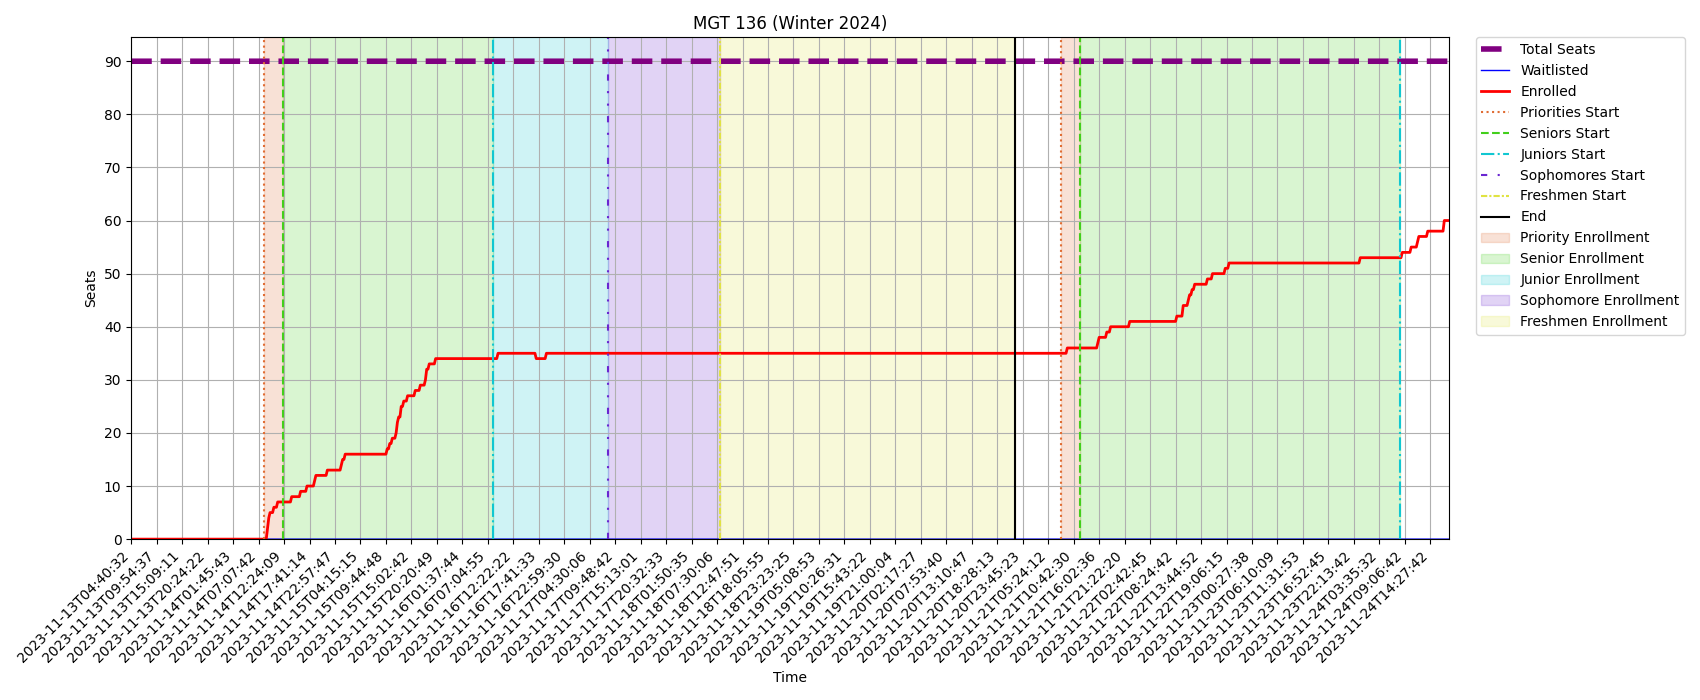 MGT 136 (Winter 2024)
Seats
90
80
70
60
50
40
30
20
10
0
2023-11-13T04:40:32
2023-11-13T09:54:37
2023-11-13T15:09:11
2023-11-13T20:24:22
2023-11-14T01:45:43
2023-11-14T07:07:42
2023-11-14T12:24:09
2023-11-14T17:41:14
2023-11-14T22:57:47
2023-11-15T04:15:15
2023-11-15T09:44:48
2023-11-15T15:02:42
2023-11-15T20:20:49
2023-11-16T01:37:44
2023-11-16T07:04:55
2023-11-16T12:22:22
2023-11-16T17:41:33
2023-11-16T22:59:30
2023-11-17T04:30:06
2023-11-17T09:48:42
2023-11-17T15:13:01
2023-11-17T20:32:33
2023-11-18T01:50:35
2023-11-18T07:30:06
2023-11-18T12:47:51
2023-11-18T18:05:55
2023-11-18T23:23:25
2023-11-19T05:08:53
2023-11-19T10:26:31
2023-11-19T15:43:22
2023-11-19T21:00:04
2023-11-20T02:17:27
2023-11-20T07:53:40
2023-11-20T13:10:47
2023-11-20T18:28:13
2023-11-20T23:45:23
2023-11-21T05:24:12
2023-11-21T10:42:30
2023-11-21T16:02:36
2023-11-21T21:22:20
2023-11-22T02:42:45
2023-11-22T08:24:42
2023-11-22T13:44:52
2023-11-22T19:06:15
2023-11-23T00:27:38
2023-11-23T06:10:09
2023-11-23T11:31:53
2023-11-23T16:52:45
2023-11-23T22:13:42
2023-11-24T03:35:32
2023-11-24T09:06:42
2023-11-24T14:27:42
Time
Total Seats
Waitlisted
Enrolled
Priorities Start
Seniors Start
Juniors Start
Sophomores Start
Freshmen Start
End
Priority Enrollment
Senior Enrollment
Junior Enrollment
Sophomore Enrollment
Freshmen Enrollment